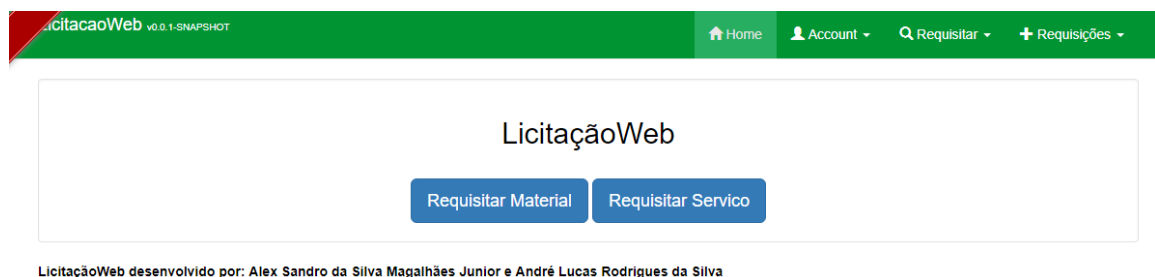 icitacaoWeb v0.0.1-SNAPSHOT
Home Account Requisitar Requisições
LicitaçãoWeb
Requisitar Material Requisitar Servico
LicitaçãoWeb desenvolvido por: Alex Sandro da Silva Magalhães Junior e André Lucas Rodrigues da Silva